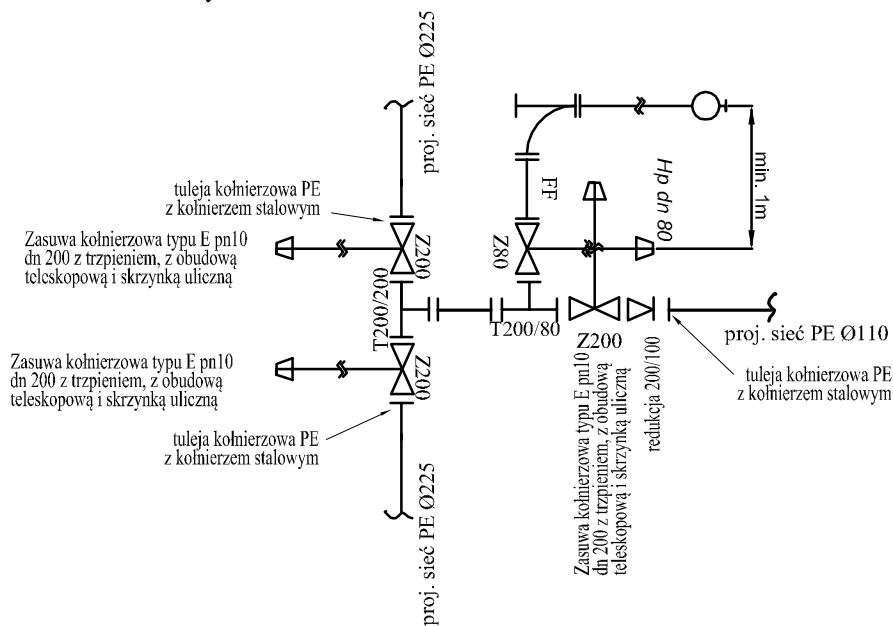 proj. sieć PE Ø225
tuleja kołnierzowa PE
z kołnierzem stalowym
Zasuwa kołnierzowa typu E pn10
dn 200 z trzpieniem, z obudową
teleskopową i skrzynką uliczną
Z200
T200/200
Zasuwa kołnierzowa typu E pn10
dn 200 z trzpieniem, z obudową
teleskopową i skrzynką uliczną
Z200
tuleja kołnierzowa PE
z kołnierzem stalowym
proj. sieć PE Ø225
FF
Z80
Hp dn 80
min. 1m
T200/80
Z200
Zasuwa kołnierzowa typu E pn10
dn 200 z trzpieniem, z obudową
teleskopową i skrzynką uliczną
redukcja 200/100
proj. sieć PE Ø110
tuleja kołnierzowa PE
z kołnierzem stalowym